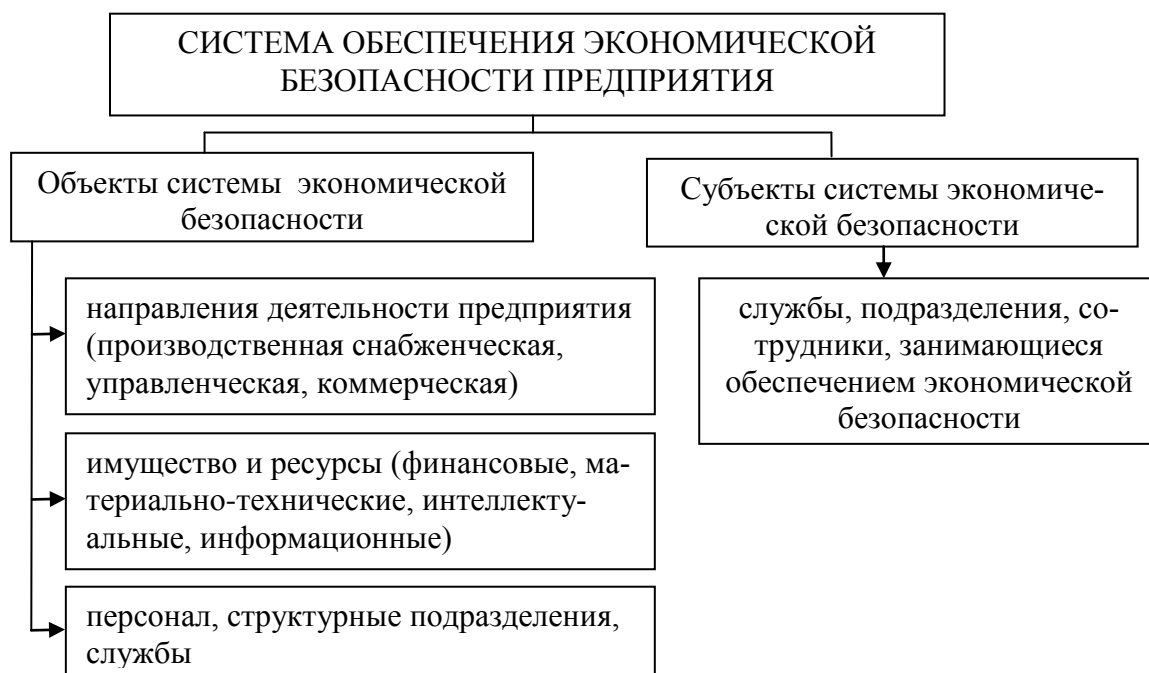 СИСТЕМА ОБЕСПЕЧЕНИЯ ЭКОНОМИЧЕСКОЙ
БЕЗОПАСНОСТИ ПРЕДПРИЯТИЯ
Объекты системы экономической
безопасности
Субъекты системы экономиче-
ской безопасности
направления деятельности предприятия
(производственная снабженческая,
управленческая, коммерческая)
службы, подразделения, со-
трудники, занимающиеся
обеспечением экономической
безопасности
имущество и ресурсы (финансовые, ма-
териально-технические, интеллекту-
альные, информационные)
персонал, структурные подразделения,
службы